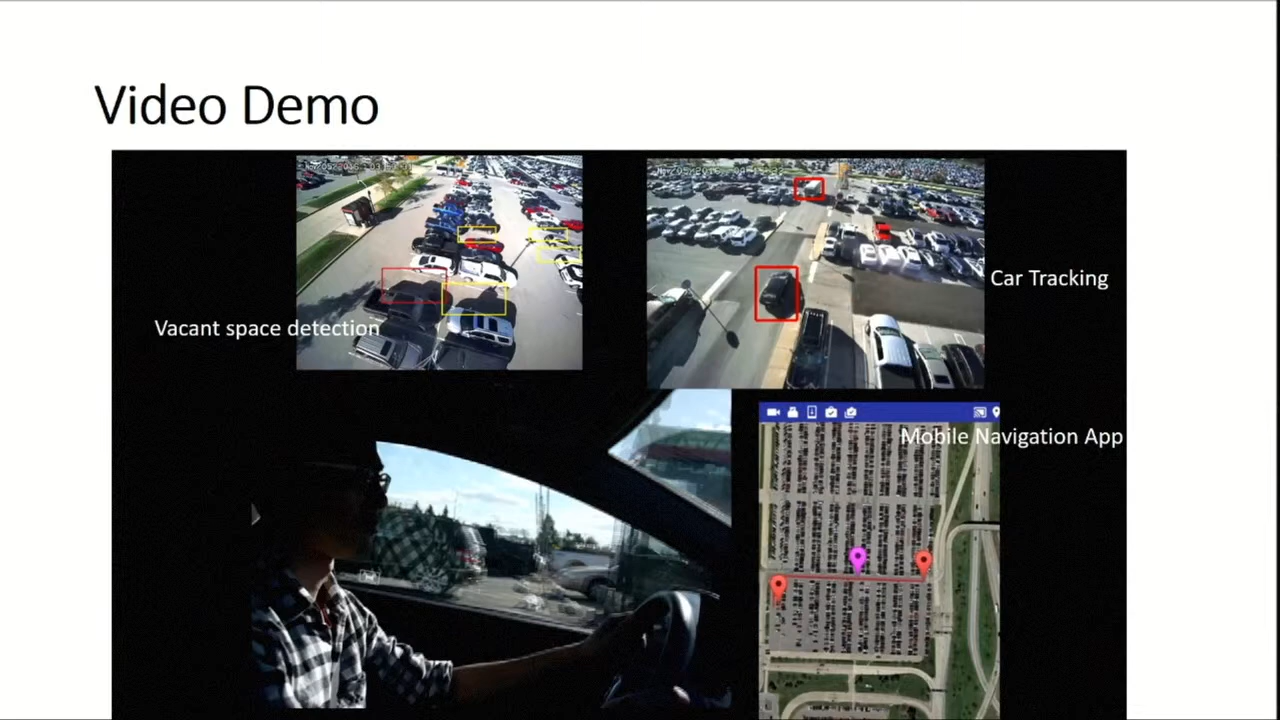 Video Demo
Car Tracking
Vacant space detection
Mobile Navigation App